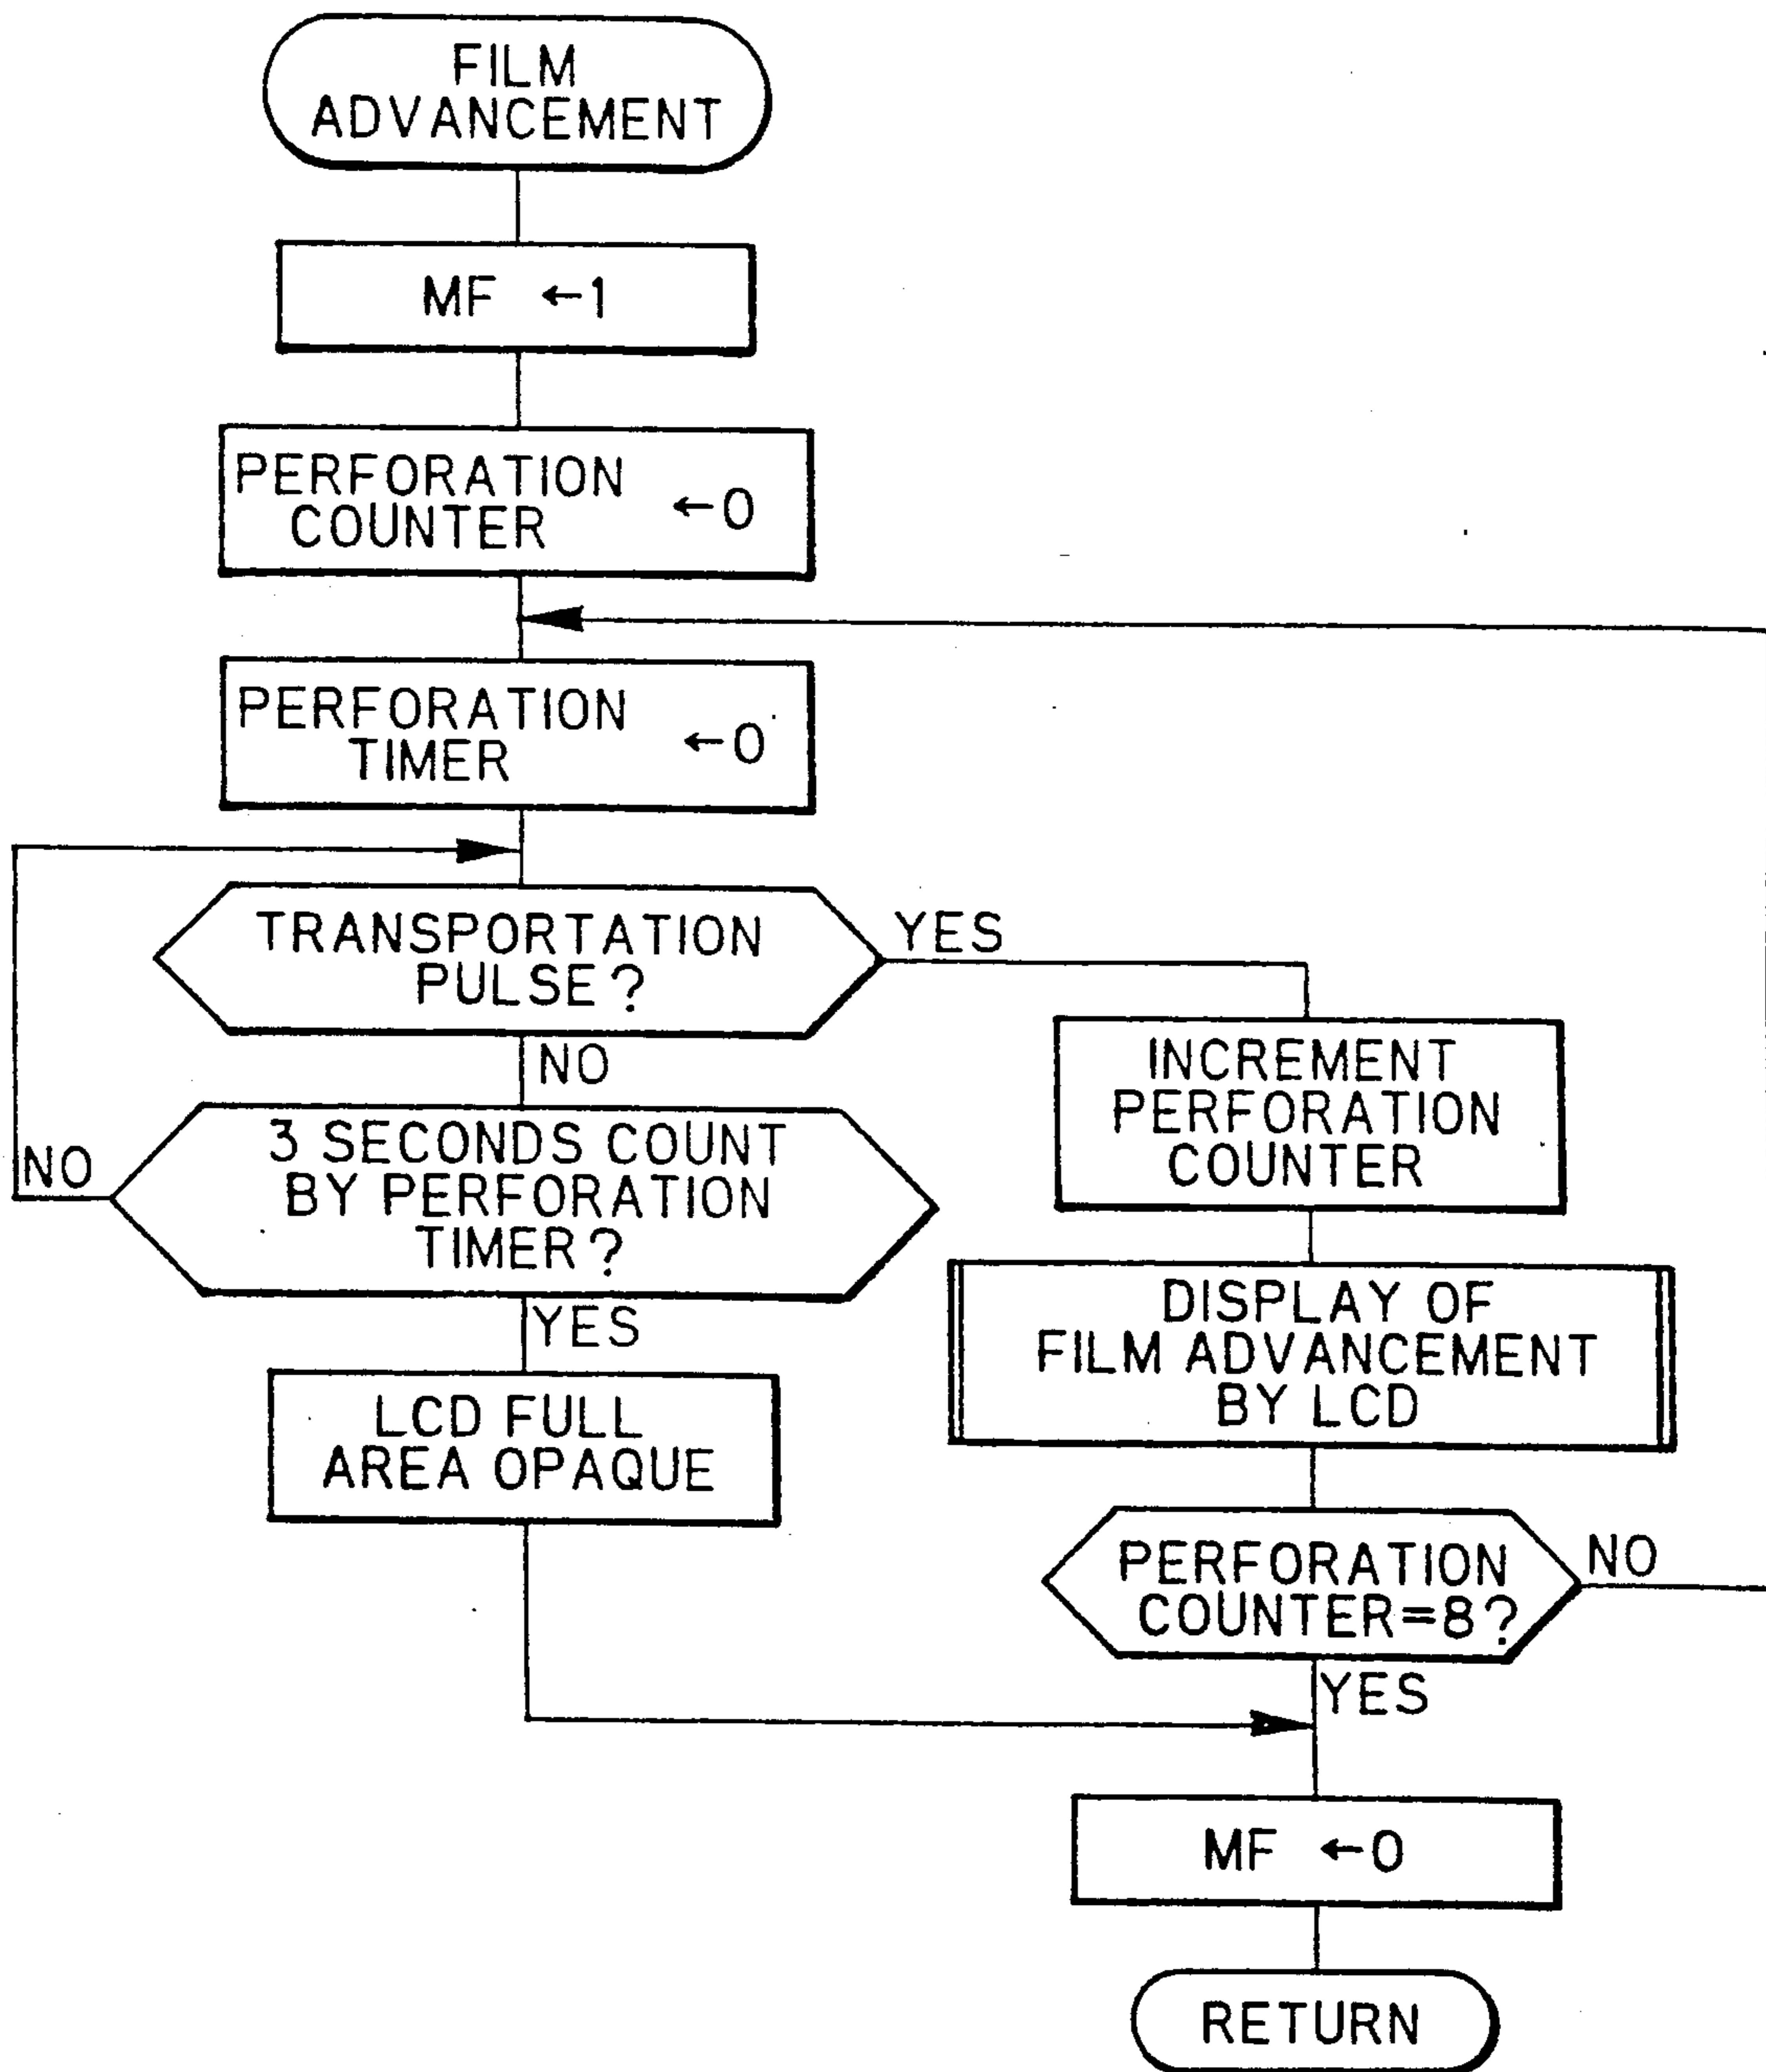 FILM
ADVANCEMENT
MF ←1
PERFORATION
COUNTER ←0
PERFORATION
TIMER ←0
TRANSPORTATION
PULSE?
YES
NO
3 SECONDS COUNT
BY PERFORATION
TIMER?
NO
YES
LCD FULL
AREA OPAQUE
INCREMENT
PERFORATION
COUNTER
DISPLAY OF
FILM ADVANCEMENT
BY LCD
PERFORATION
COUNTER=8?
NO
YES
MF ←0
RETURN